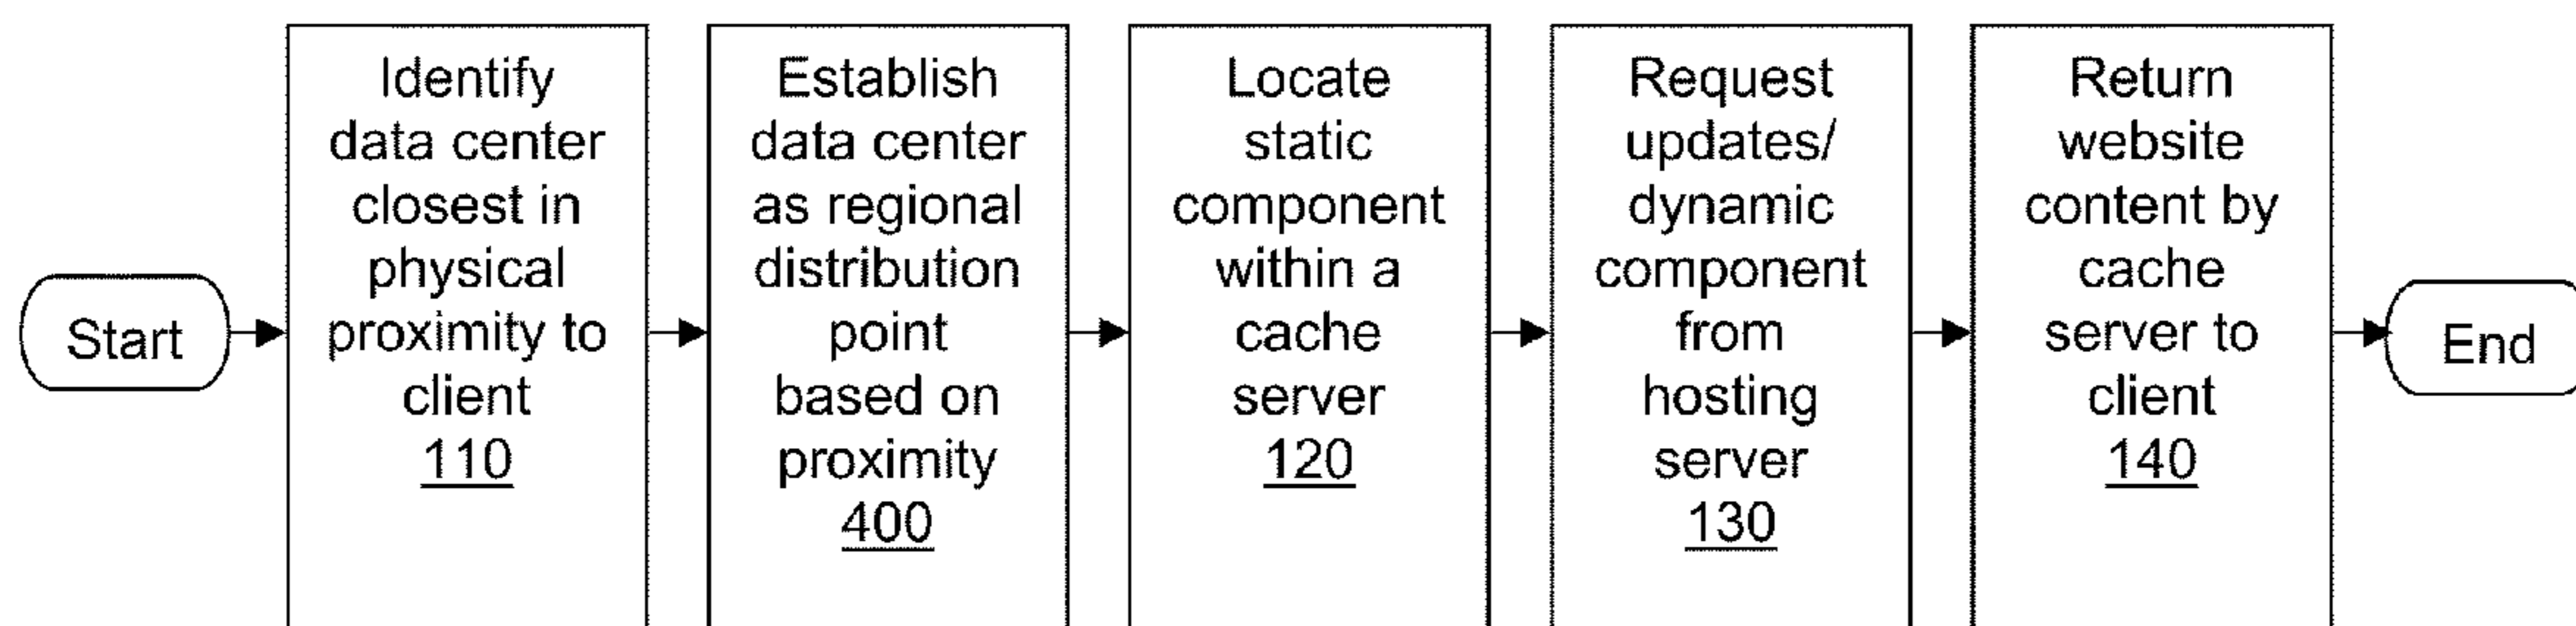 Start
Identify
data center
closest in
physical
proximity to
client
110
Establish
data center
as regional
distribution
point
based on
proximity
400
Locate
static
component
within a
cache
server
120
Request
updates/
dynamic
component
from
hosting
server
130
Return
website
content by
cache
server to
client
140
End